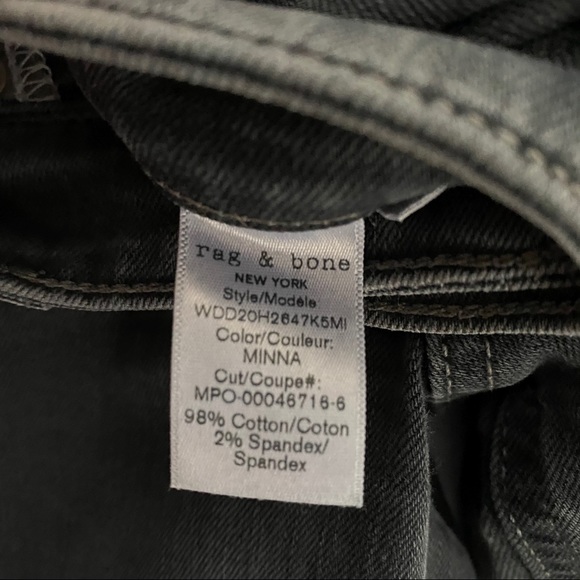 rag & bone
NEW YORK
Style/Modèle
WDD20H2647K5MI
Color/Couleur:
MINNA
Cut/Coupe#:
MPO-00046716-6
98% Cotton/Coton
2% Spandex/
Spandex